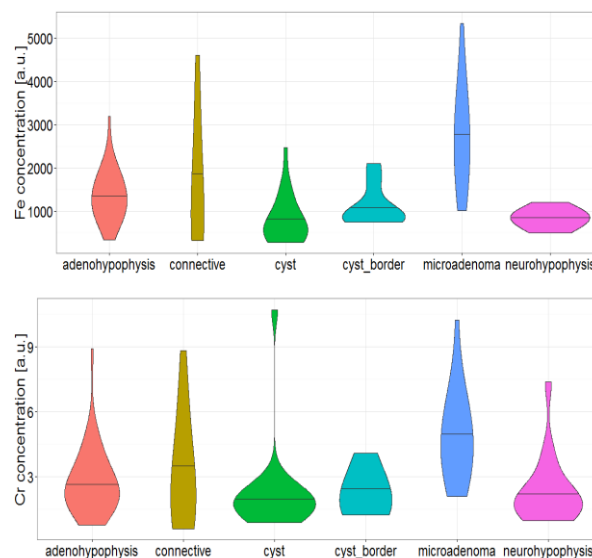 Fe concentration [a.u.]
5000
4000
3000
2000
1000
adenohypophysis connective cyst cyst_border microadenoma neurohypophysis
Cr concentration [a.u.]
9
6
3
adenohypophysis connective cyst cyst_border microadenoma neurohypophysis